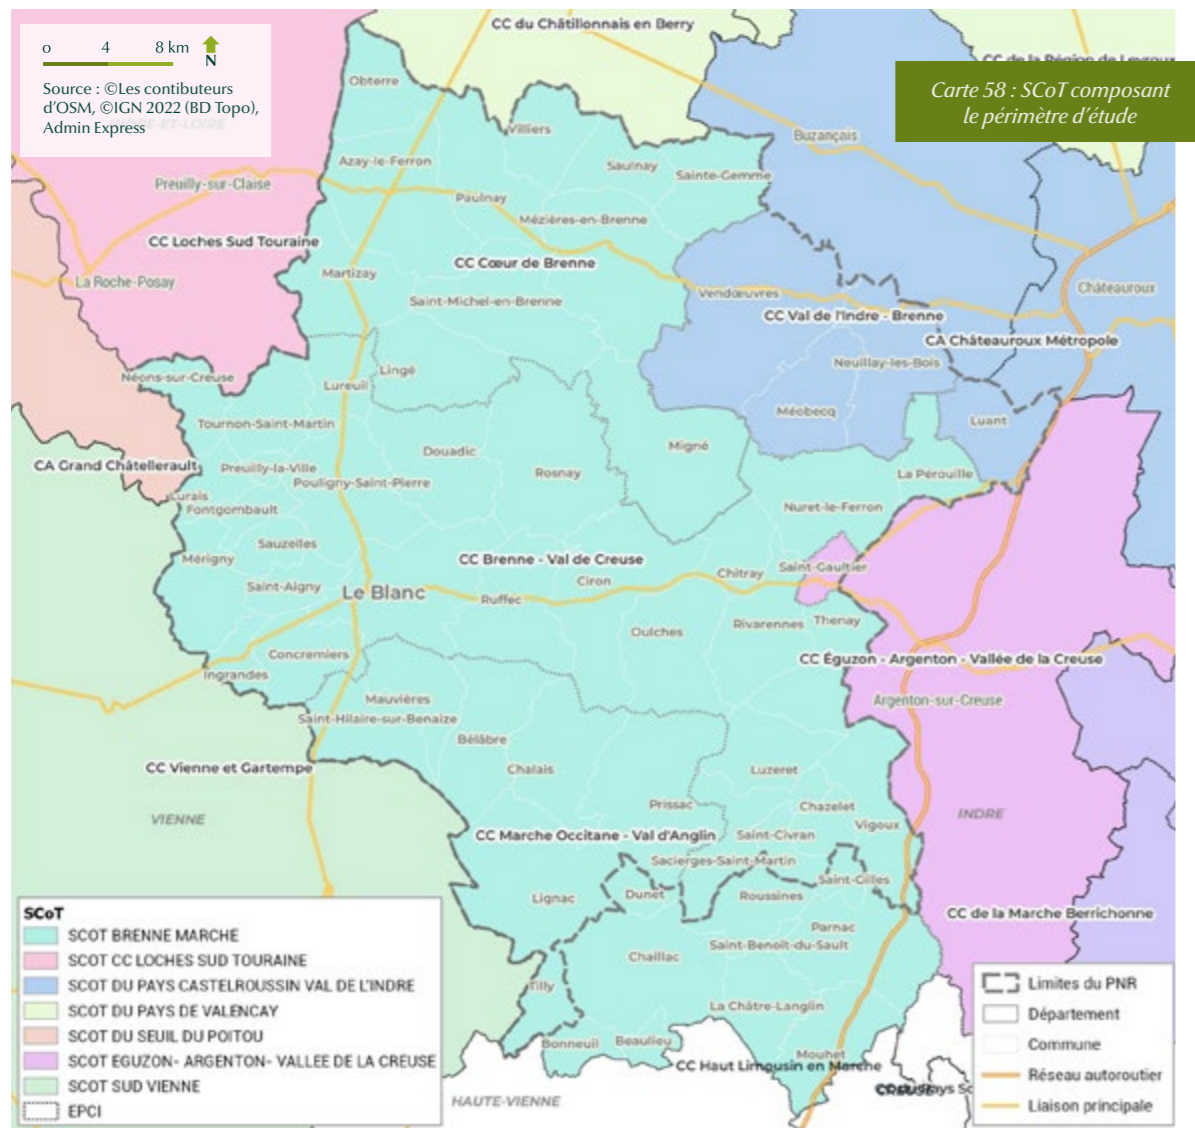 CC du Châtillonnais en Berry
CC de la Région de Levroux
o 4 8 km
N
Source : ©Les contibuteurs
d'OSM, ©IGN 2022 (BD Topo),
Admin Express
INDRE-ET-LOIRE
Carte 58 : SCoT composant
le périmètre d'étude
Obterre
Villiers
Buzançais
Azay-le-Ferron
Saulnay
Sainte-Gemme
Preuilly-sur-Claise
Paulnay
Mézières-en-Brenne
CC Loches Sud Touraine
CC Cœur de Brenne
Martizay
La Roche-Posay
Saint-Michel-en-Brenne
Vendœuvres
Châteauroux
CC Val de l'Indre - Brenne
CA Châteauroux Métropole
Neuillay-les-Bois
Néons-sur-Creuse
Lingé
Lureuil
Méobecq
Luant
Tournon-Saint-Martin
Douadic
Migné
CA Grand Châtellerault
Preuilly-la-Ville
Rosnay
La Pérouille
Pouligny-Saint-Pierre
Lurais
Fontgombault
Nuret-le-Ferron
Sauzelles
Mérigny
CC Brenne - Val de Creuse
Saint-Gaultier
Chitray
Ciron
Saint-Aigny
Le Blanc
Ruffec
Rivarennes
Thenay
Oulches
Concremiers
CC Éguzon - Argenton - Vallée de la Creuse
Ingrandes
Mauvières
Argenton-sur-Creuse
Saint-Hilaire-sur-Benaize
Bélâbre
CC Vienne et Gartempe
Chalais
Luzeret
VIENNE
Prissac
Chazelet
INDRE
Vigoux
CC Marche Occitane - Val d'Anglin
Saint-Civran
Sacierges-Saint-Martin
Saint-Gilles
Lignac
Dunet
Roussines
CC de la Marche Berrichonne
Parnac
Saint-Benoît-du-Sault
Chaillac
Tilly
La Châtre-Langlin
Bonneuil
Beaulieu
Mouhet
CC Haut Limousin en Marche
HAUTE-VIENNE
SCoT
SCOT BRENNE MARCHE
SCOT CC LOCHES SUD TOURAINE
SCOT DU PAYS CASTELROUSSIN VAL DE L'INDRE
SCOT DU PAYS DE VALENCAY
SCOT DU SEUIL DU POITOU
SCOT EGUZON- ARGENTON- VALLEE DE LA CREUSE
SCOT SUD VIENNE
EPCI
Limites du PNR
Département
Commune
Réseau autoroutier
Liaison principale